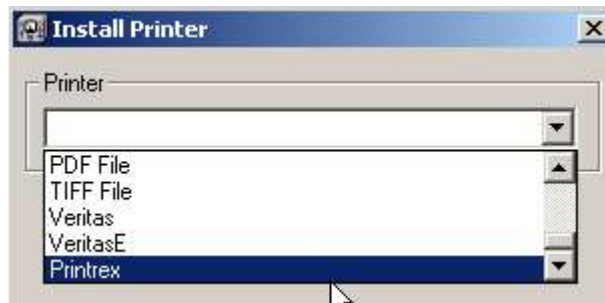 Install Printer
Printer
PDF File
TIFF File
Veritas
VeritasE
Printrex